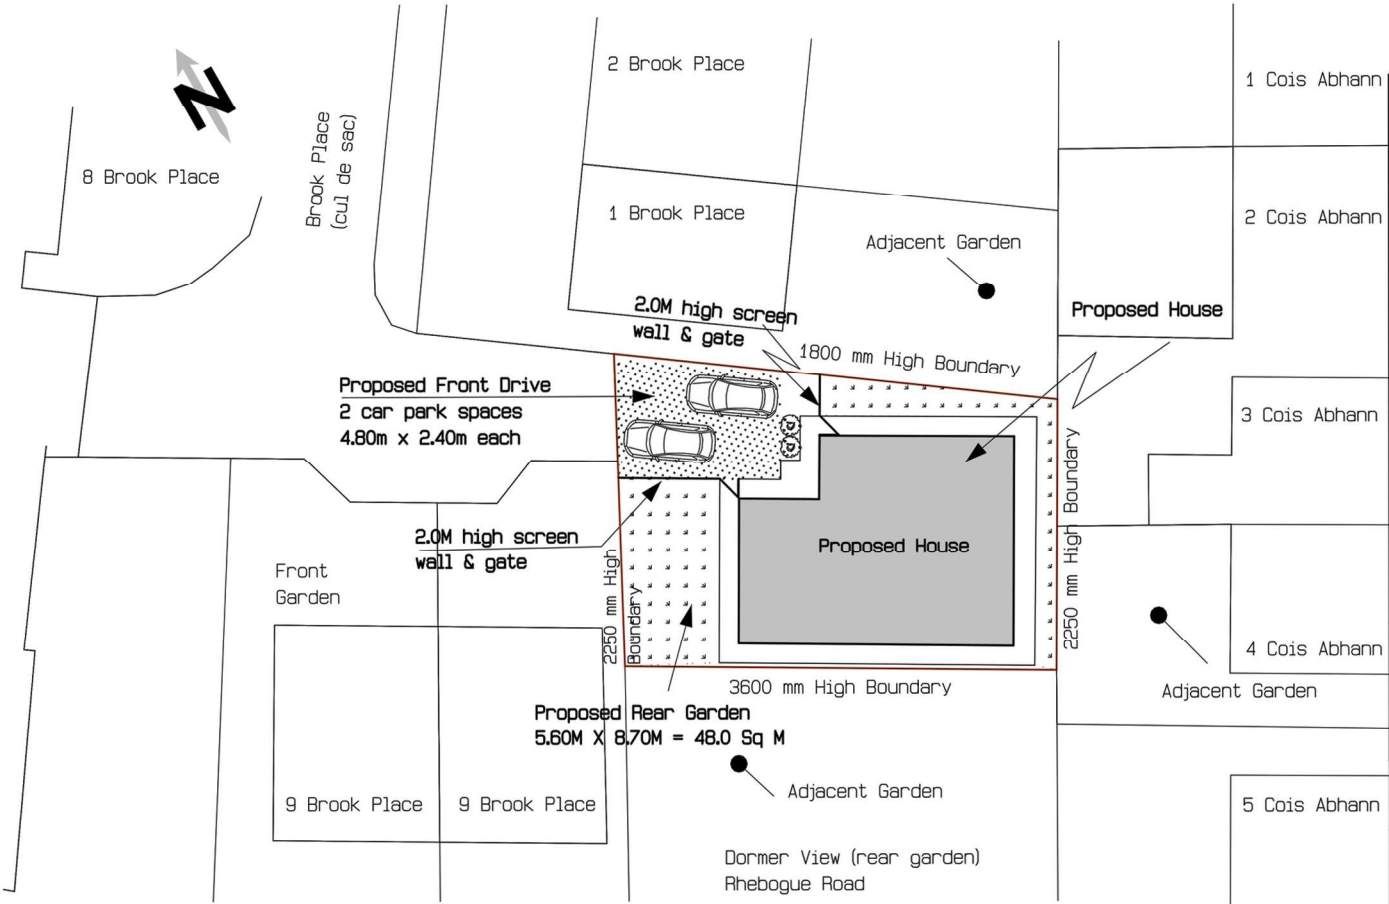 2 Brook Place
1 Cois Abhann
N
Brook Place
(cul de sac)
8 Brook Place
1 Brook Place
2 Cois Abhann
Adjacent Garden
2.0M high screen
wall & gate
Proposed House
1800 mm High Boundary
Proposed Front Drive
2 car park spaces
4.80m x 2.40m each
3 Cois Abhann
2250 mm High Boundary
2.0M high screen
wall & gate
Proposed House
Front
Garden
2250 mm High
Boundary
4 Cois Abhann
Adjacent Garden
3600 mm High Boundary
Proposed Rear Garden
5.60M X 8.70M = 48.0 Sq M
Adjacent Garden
9 Brook Place
9 Brook Place
5 Cois Abhann
Dormer View (rear garden)
Rhebogue Road